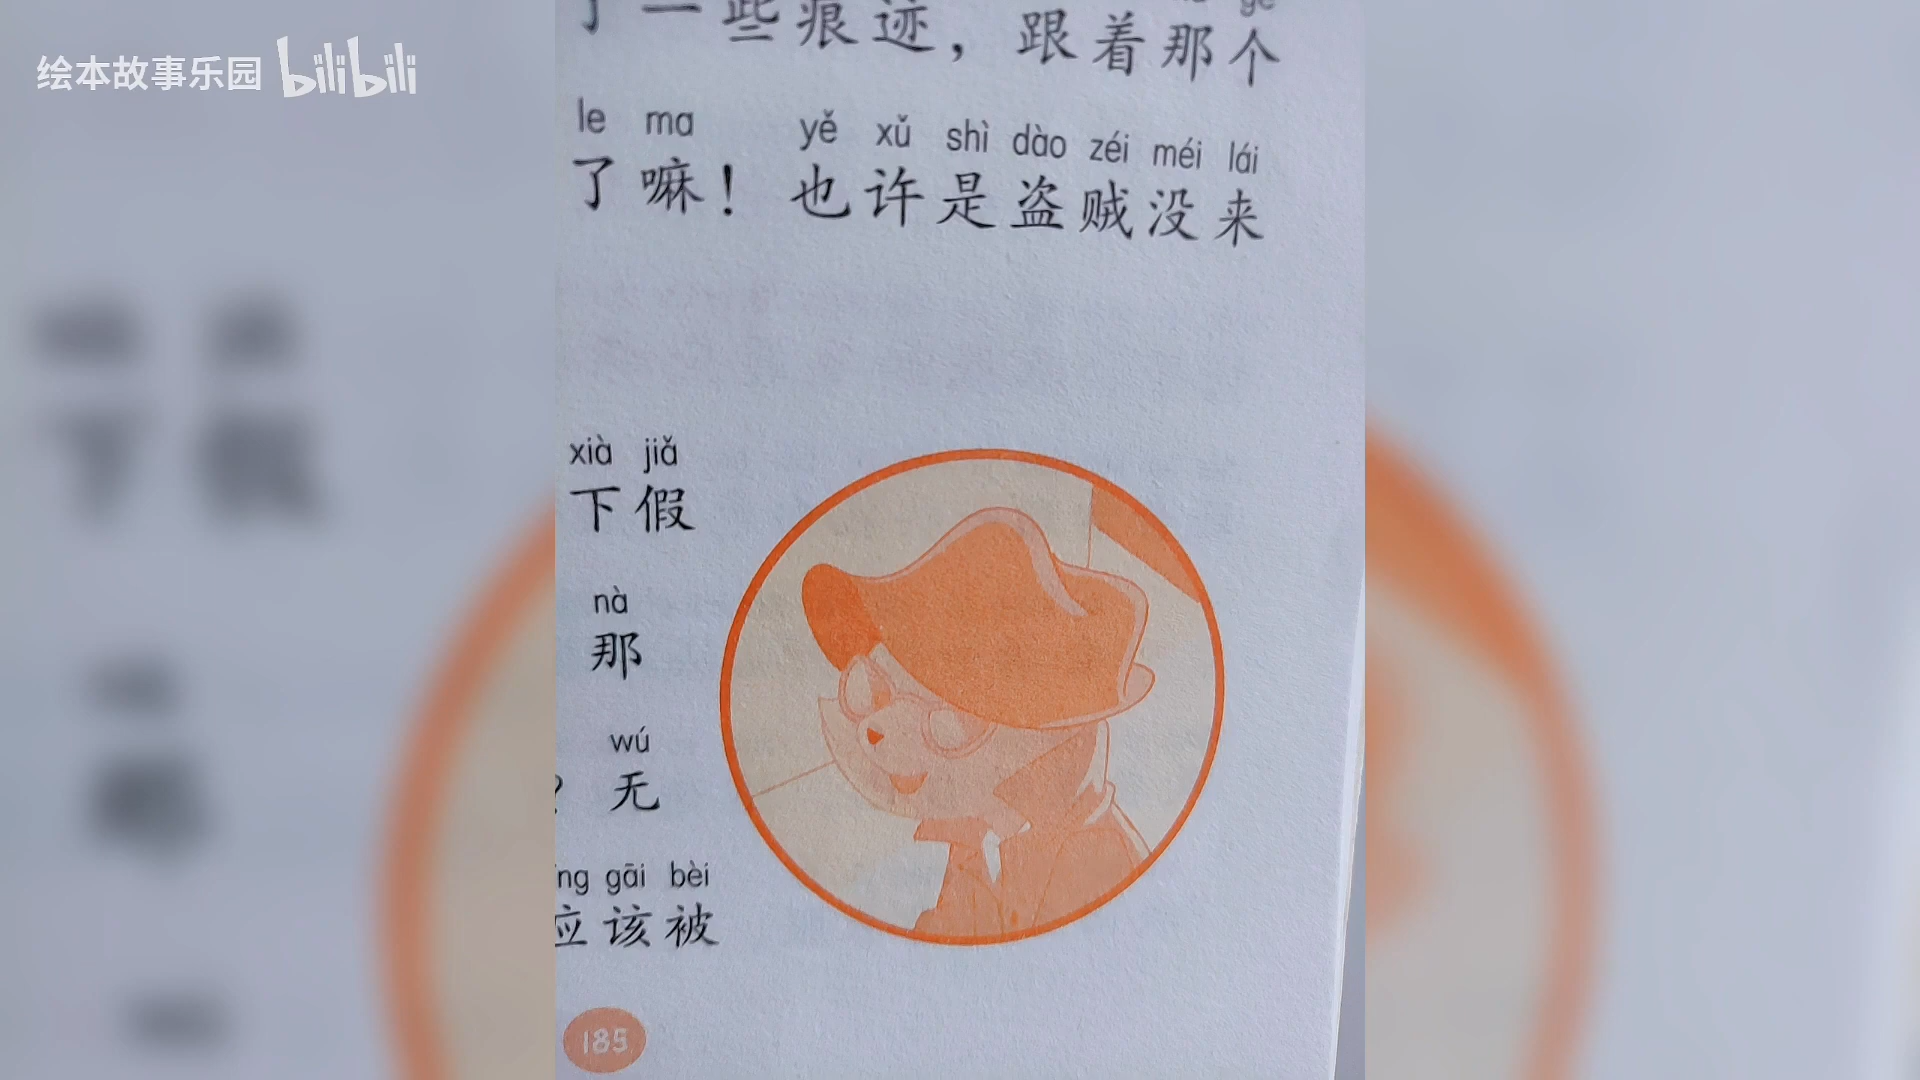 绘本故事乐园 bilibili
了一些痕迹，跟着那个
le ma yě xǔ shì dào zéi méi lái
了嘛！也许是盗贼没来
xià jiǎ
下假
nà
那
wú
？无
ng gāi bèi
应该被
185